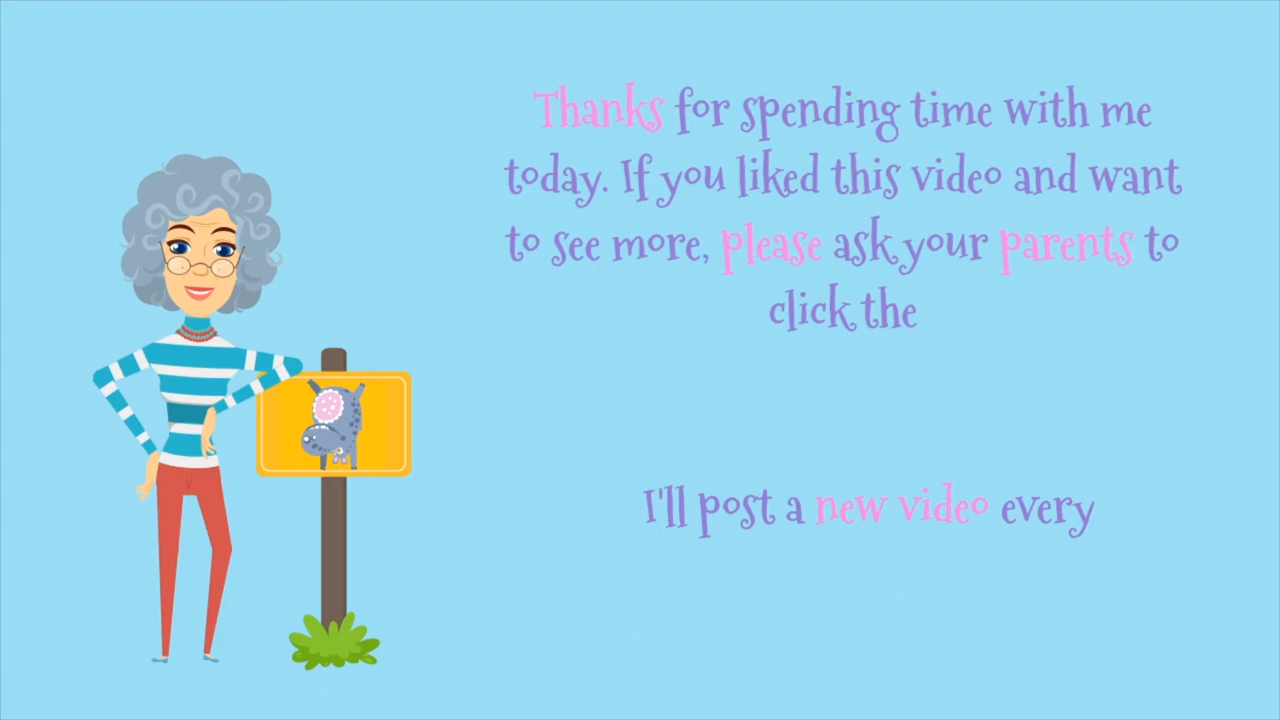 Thanks for spending time with me
today. If you liked this video and want
to see more, please ask your parents to
click the
I'll post a new video every